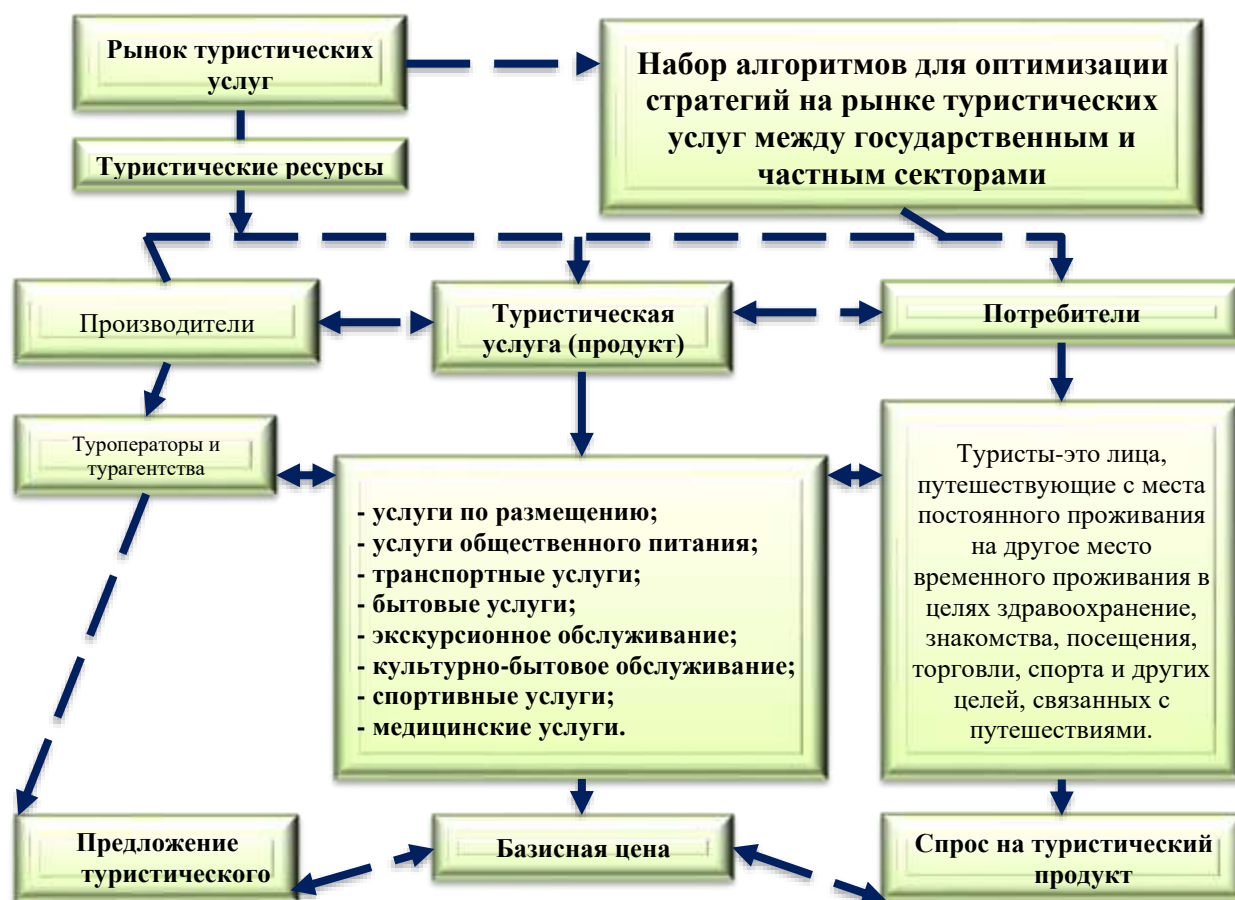 Рынок туристических
услуг
Набор алгоритмов для оптимизации
стратегий на рынке туристических
услуг между государственным и
частным секторами
Туристические ресурсы
Производители
Туристическая
услуга (продукт)
Потребители
Туроператоры и
турагентства
- услуги по размещению;
- услуги общественного питания;
- транспортные услуги;
- бытовые услуги;
- экскурсионное обслуживание;
- культурно-бытовое обслуживание;
- спортивные услуги;
- медицинские услуги.
Туристы-это лица,
путешествующие с места
постоянного проживания
на другое место
временного проживания в
целях здравоохранение,
знакомства, посещения,
торговли, спорта и других
целей, связанных с
путешествиями.
Предложение
туристического
Базисная цена
Спрос на туристический
продукт